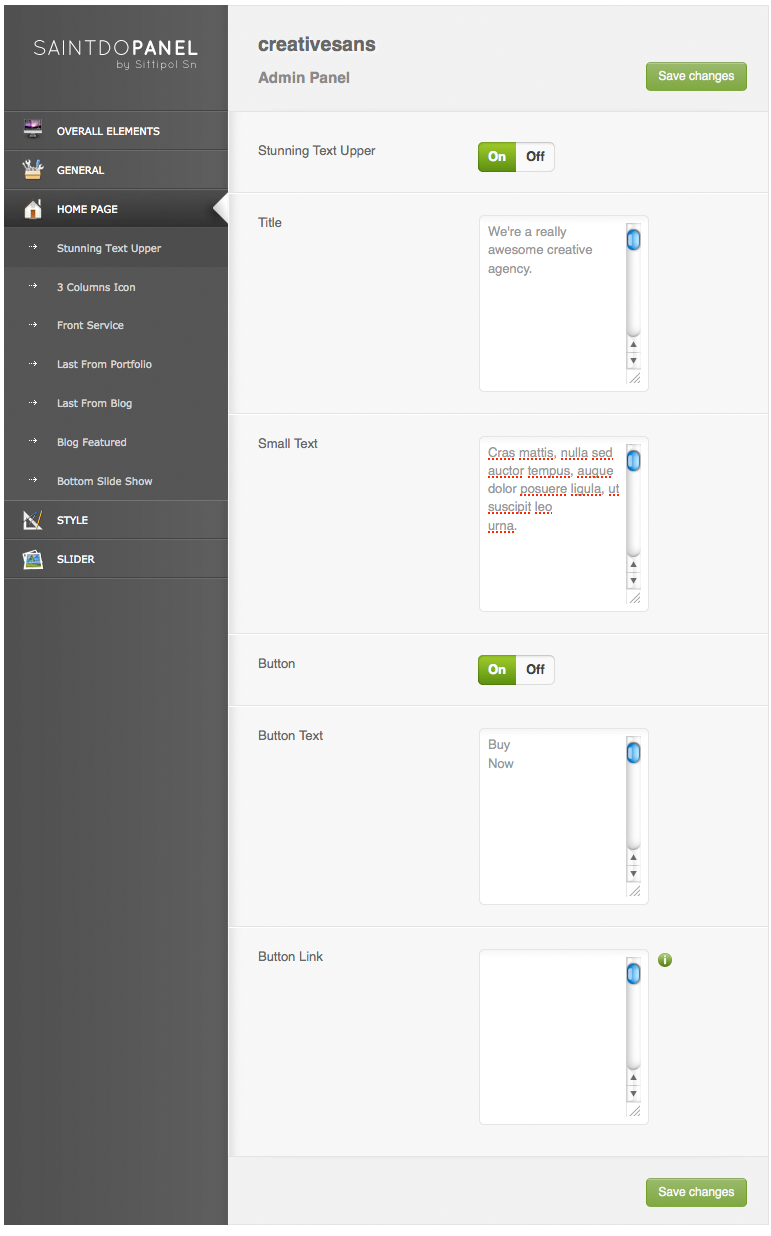 SAINTDOPANEL
by Sittipol Sn
OVERALL ELEMENTS
GENERAL
HOME PAGE
Stunning Text Upper
3 Columns Icon
Front Service
Last From Portfolio
Last From Blog
Blog Featured
Bottom Slide Show
STYLE
SLIDER
creativesans
Admin Panel
Save changes
Stunning Text Upper
On Off
Title
We're a really
awesome creative
agency.
Small Text
Cras mattis, nulla sed
auctor tempus, augue
dolor posuere ligula, ut
suscipit leo
urna.
Button
On Off
Button Text
Buy
Now
Button Link
i
Save changes